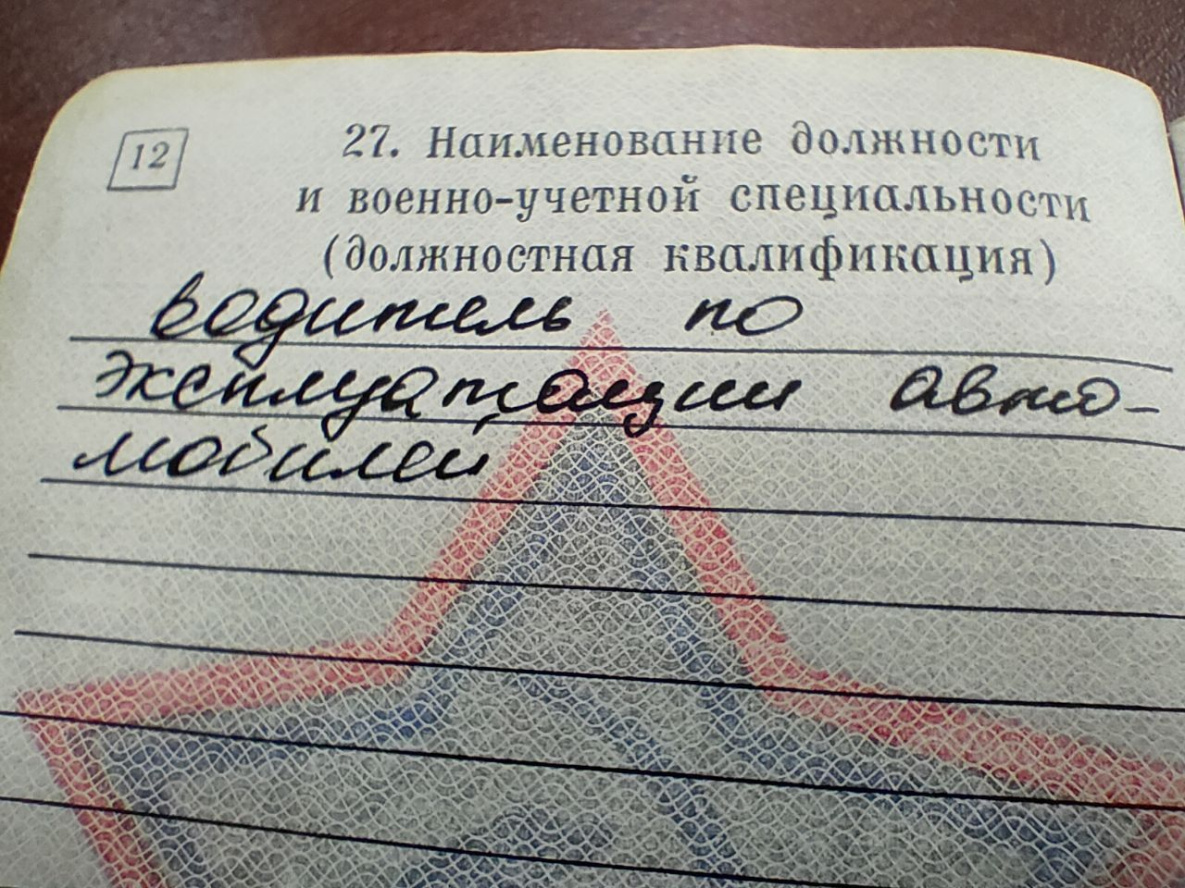 12
27. Наименование должности
и военно-учетной специальности
(должностная квалификация)
водитель по
эксплуатации авто-
мобилей